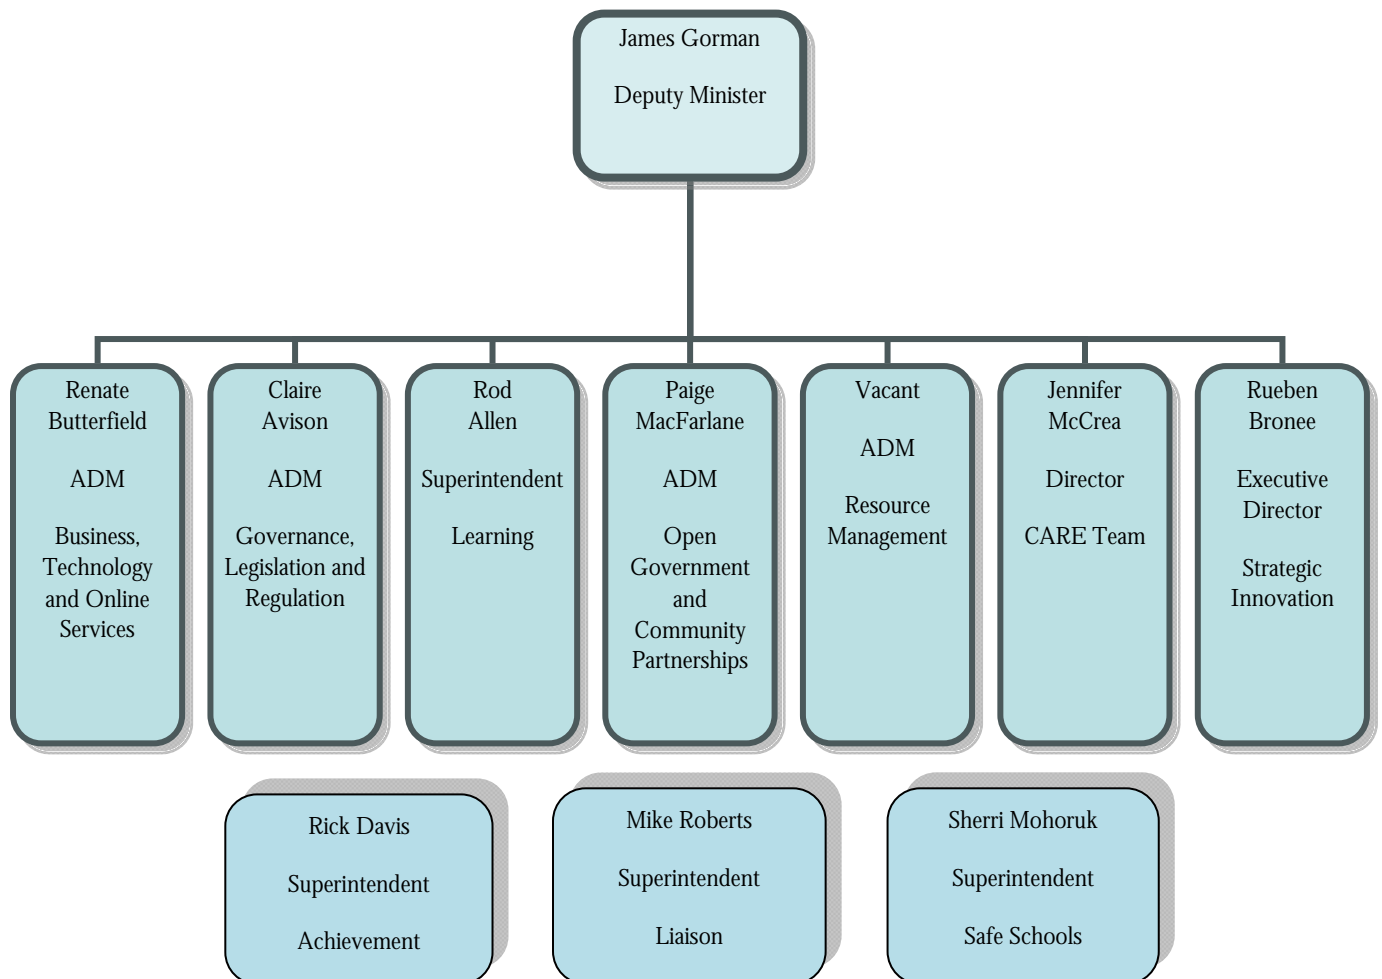 James Gorman
Deputy Minister
Renate
Butterfield
ADM
Business,
Technology
and Online
Services
Claire
Avison
ADM
Governance,
Legislation and
Regulation
Rod
Allen
Superintendent
Learning
Paige
MacFarlane
ADM
Open
Government
and
Community
Partnerships
Vacant
ADM
Resource
Management
Jennifer
McCrea
Director
CARE Team
Rueben
Bronee
Executive
Director
Strategic
Innovation
Rick Davis
Superintendent
Achievement
Mike Roberts
Superintendent
Liaison
Sherri Mohoruk
Superintendent
Safe Schools